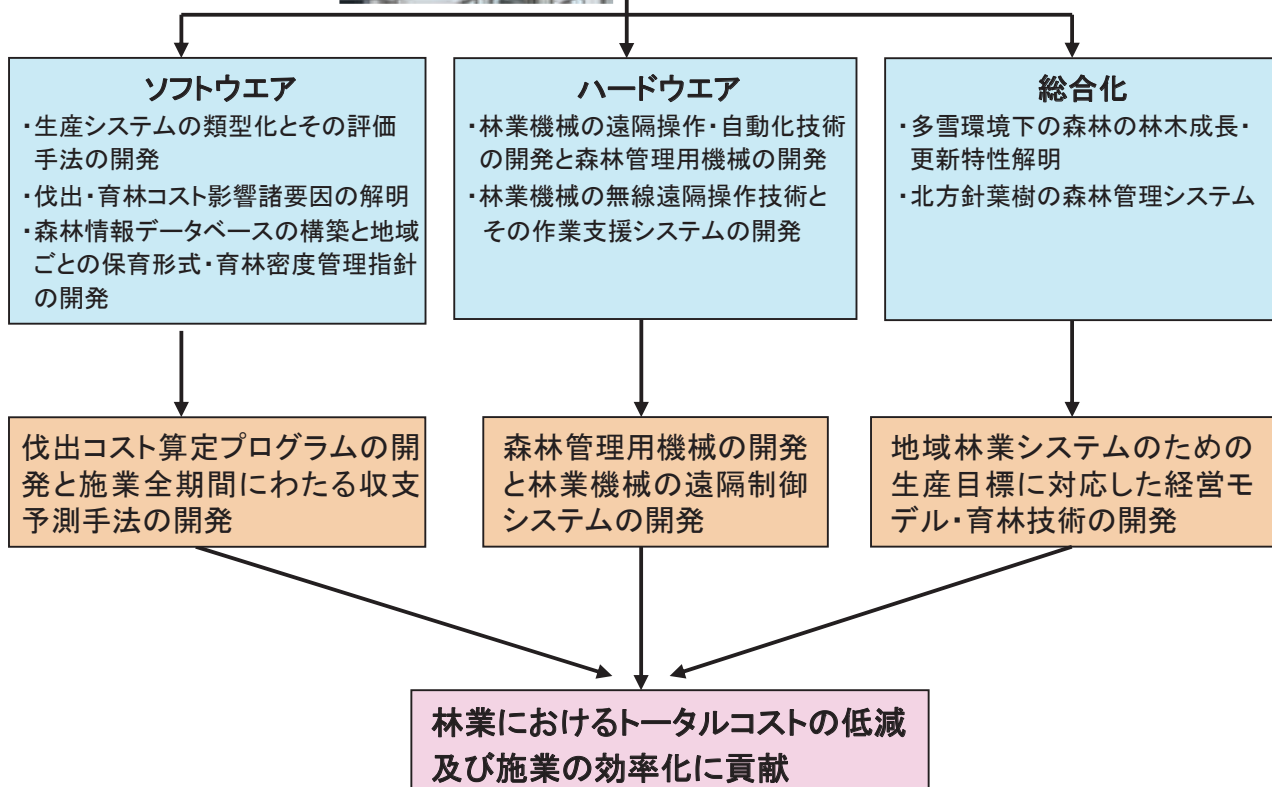 ソフトウエア
・生産システムの類型化とその評価
手法の開発
・伐出・育林コスト影響諸要因の解明
・森林情報データベースの構築と地域
ごとの保育形式・育林密度管理指針
の開発
ハードウエア
・林業機械の遠隔操作・自動化技術
の開発と森林管理用機械の開発
・林業機械の無線遠隔操作技術と
その作業支援システムの開発
総合化
・多雪環境下の森林の林木成長・
更新特性解明
・北方針葉樹の森林管理システム
伐出コスト算定プログラムの開
発と施業全期間にわたる収支
予測手法の開発
森林管理用機械の開発
と林業機械の遠隔制御
システムの開発
地域林業システムのための
生産目標に対応した経営モ
デル・育林技術の開発
林業におけるトータルコストの低減
及び施業の効率化に貢献